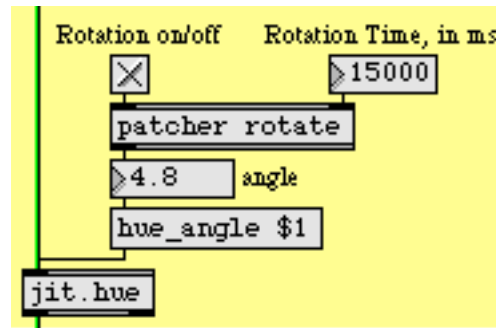 Rotation on/off Rotation Time, in ms
15000
patcher rotate
4.8 angle
hue_angle $1
jit.hue